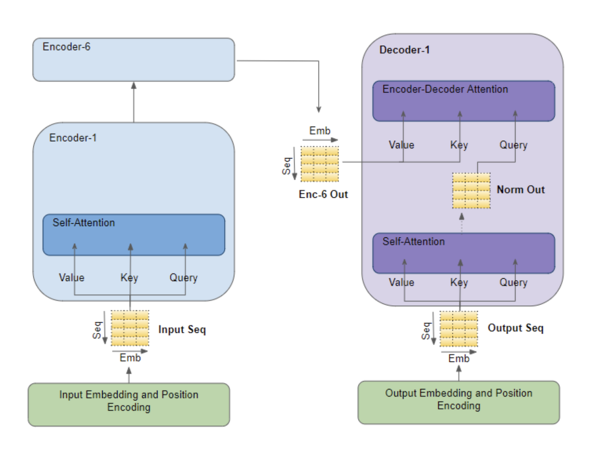 Encoder-6
Encoder-1
Self-Attention
Value Key Query
Seq
Input Seq
Emb
Input Embedding and Position
Encoding
Emb
Seq
Enc-6 Out
Decoder-1
Encoder-Decoder Attention
Value Key Query
Norm Out
Self-Attention
Value Key Query
Seq
Output Seq
Emb
Output Embedding and Position
Encoding